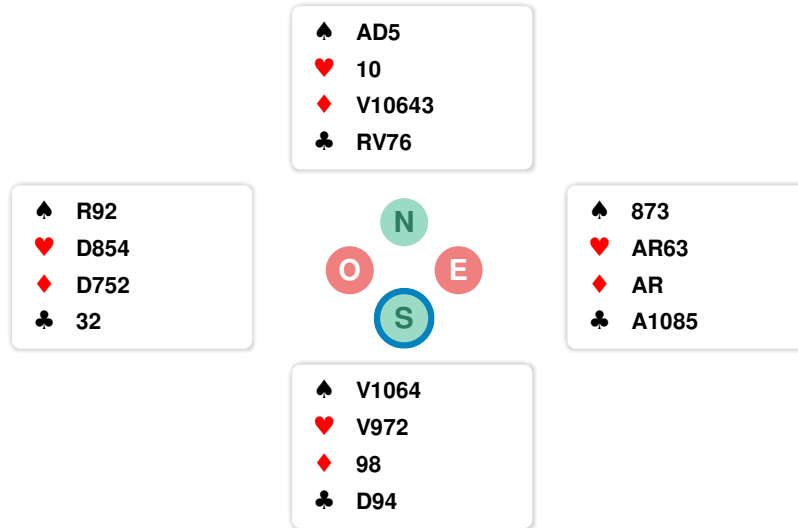 ♠ AD5
♥ 10
♦ V10643
♣ RV76
♠ R92
♥ D854
♦ D752
♣ 32
N
O E
S
♠ 873
♥ AR63
♦ AR
♣ A1085
♠ V1064
♥ V972
♦ 98
♣ D94